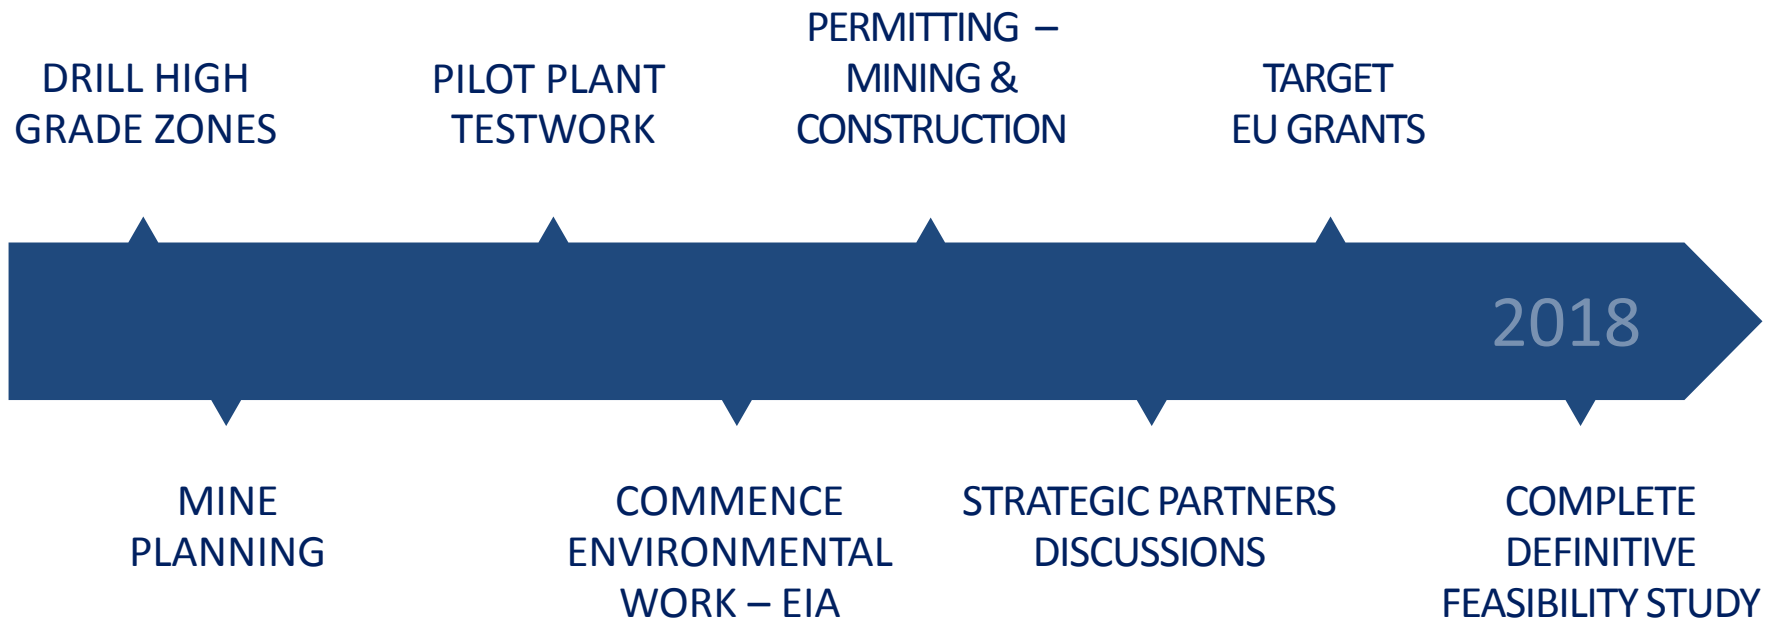 DRILL HIGH
GRADE ZONES
PILOT PLANT
TESTWORK
PERMITTING –
MINING &
CONSTRUCTION
TARGET
EU GRANTS
2018
MINE
PLANNING
COMMENCE
ENVIRONMENTAL
WORK – EIA
STRATEGIC PARTNERS
DISCUSSIONS
COMPLETE
DEFINITIVE
FEASIBILITY STUDY